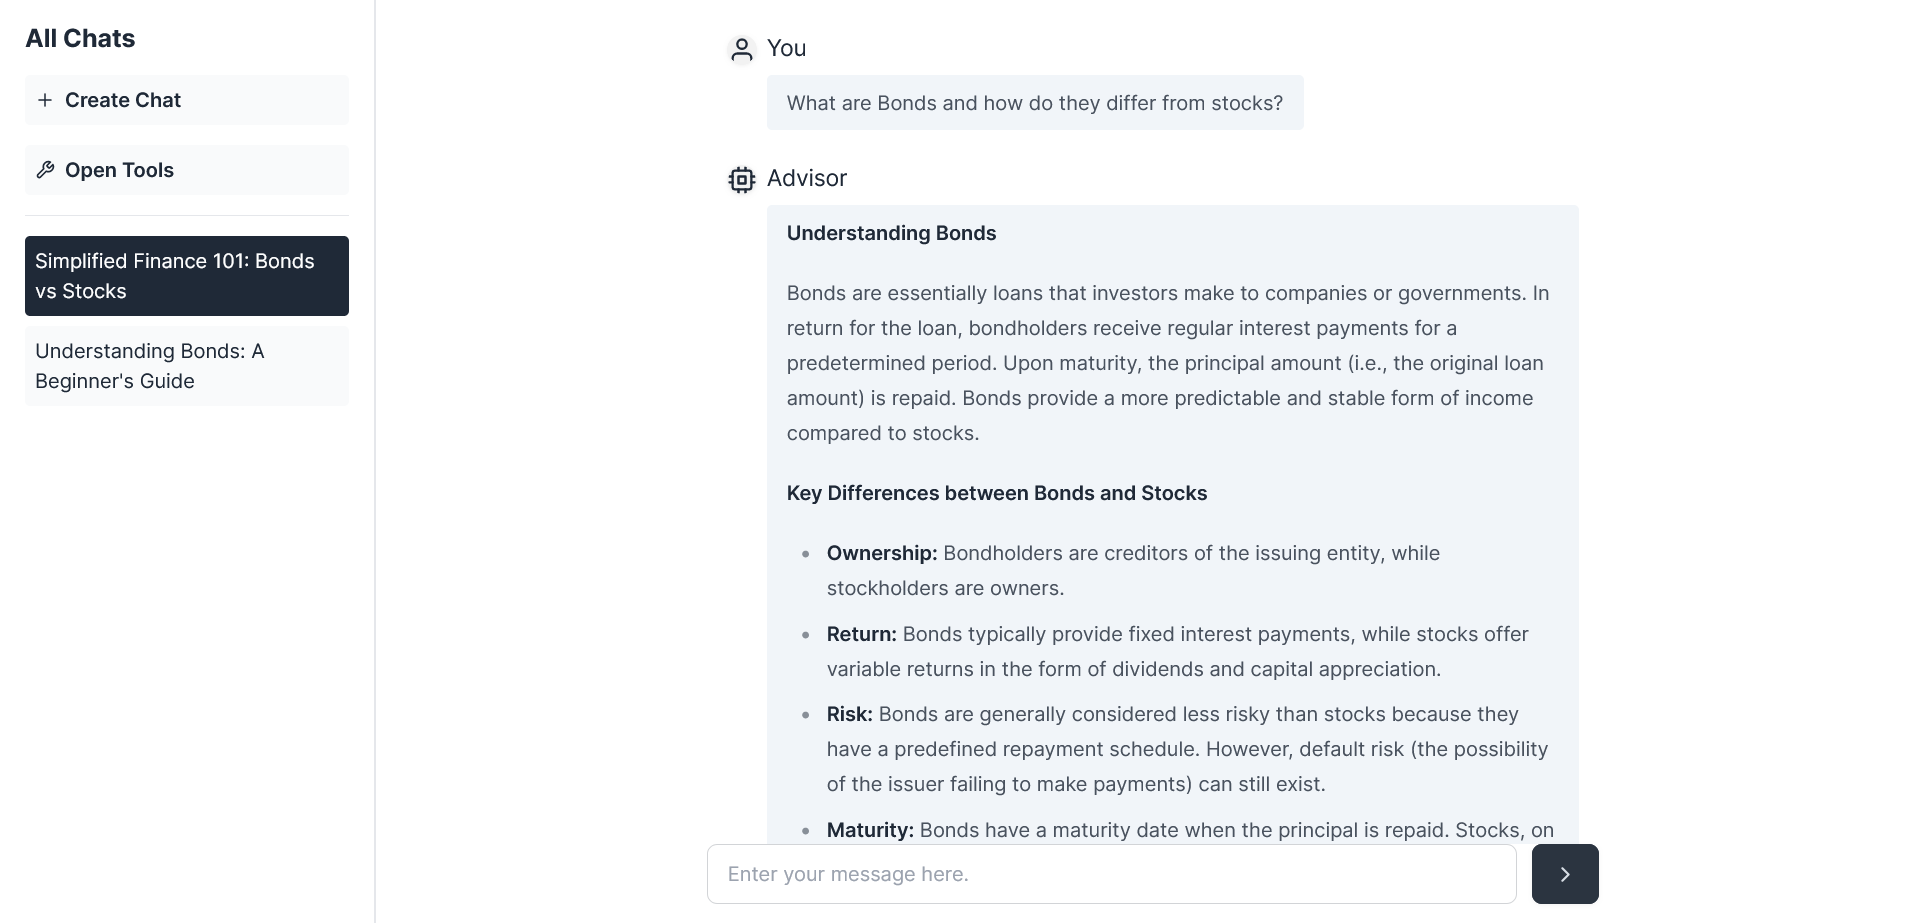 All Chats
Create Chat
Open Tools
Simplified Finance 101: Bonds
vs Stocks
Understanding Bonds: A
Beginner's Guide
You
What are Bonds and how do they differ from stocks?
Advisor
Understanding Bonds
Bonds are essentially loans that investors make to companies or governments. In
return for the loan, bondholders receive regular interest payments for a
predetermined period. Upon maturity, the principal amount (i.e., the original loan
amount) is repaid. Bonds provide a more predictable and stable form of income
compared to stocks.
Key Differences between Bonds and Stocks
Ownership: Bondholders are creditors of the issuing entity, while
stockholders are owners.
Return: Bonds typically provide fixed interest payments, while stocks offer
variable returns in the form of dividends and capital appreciation.
Risk: Bonds are generally considered less risky than stocks because they
have a predefined repayment schedule. However, default risk (the possibility
of the issuer failing to make payments) can still exist.
Maturity: Bonds have a maturity date when the principal is repaid. Stocks, on
Enter your message here.